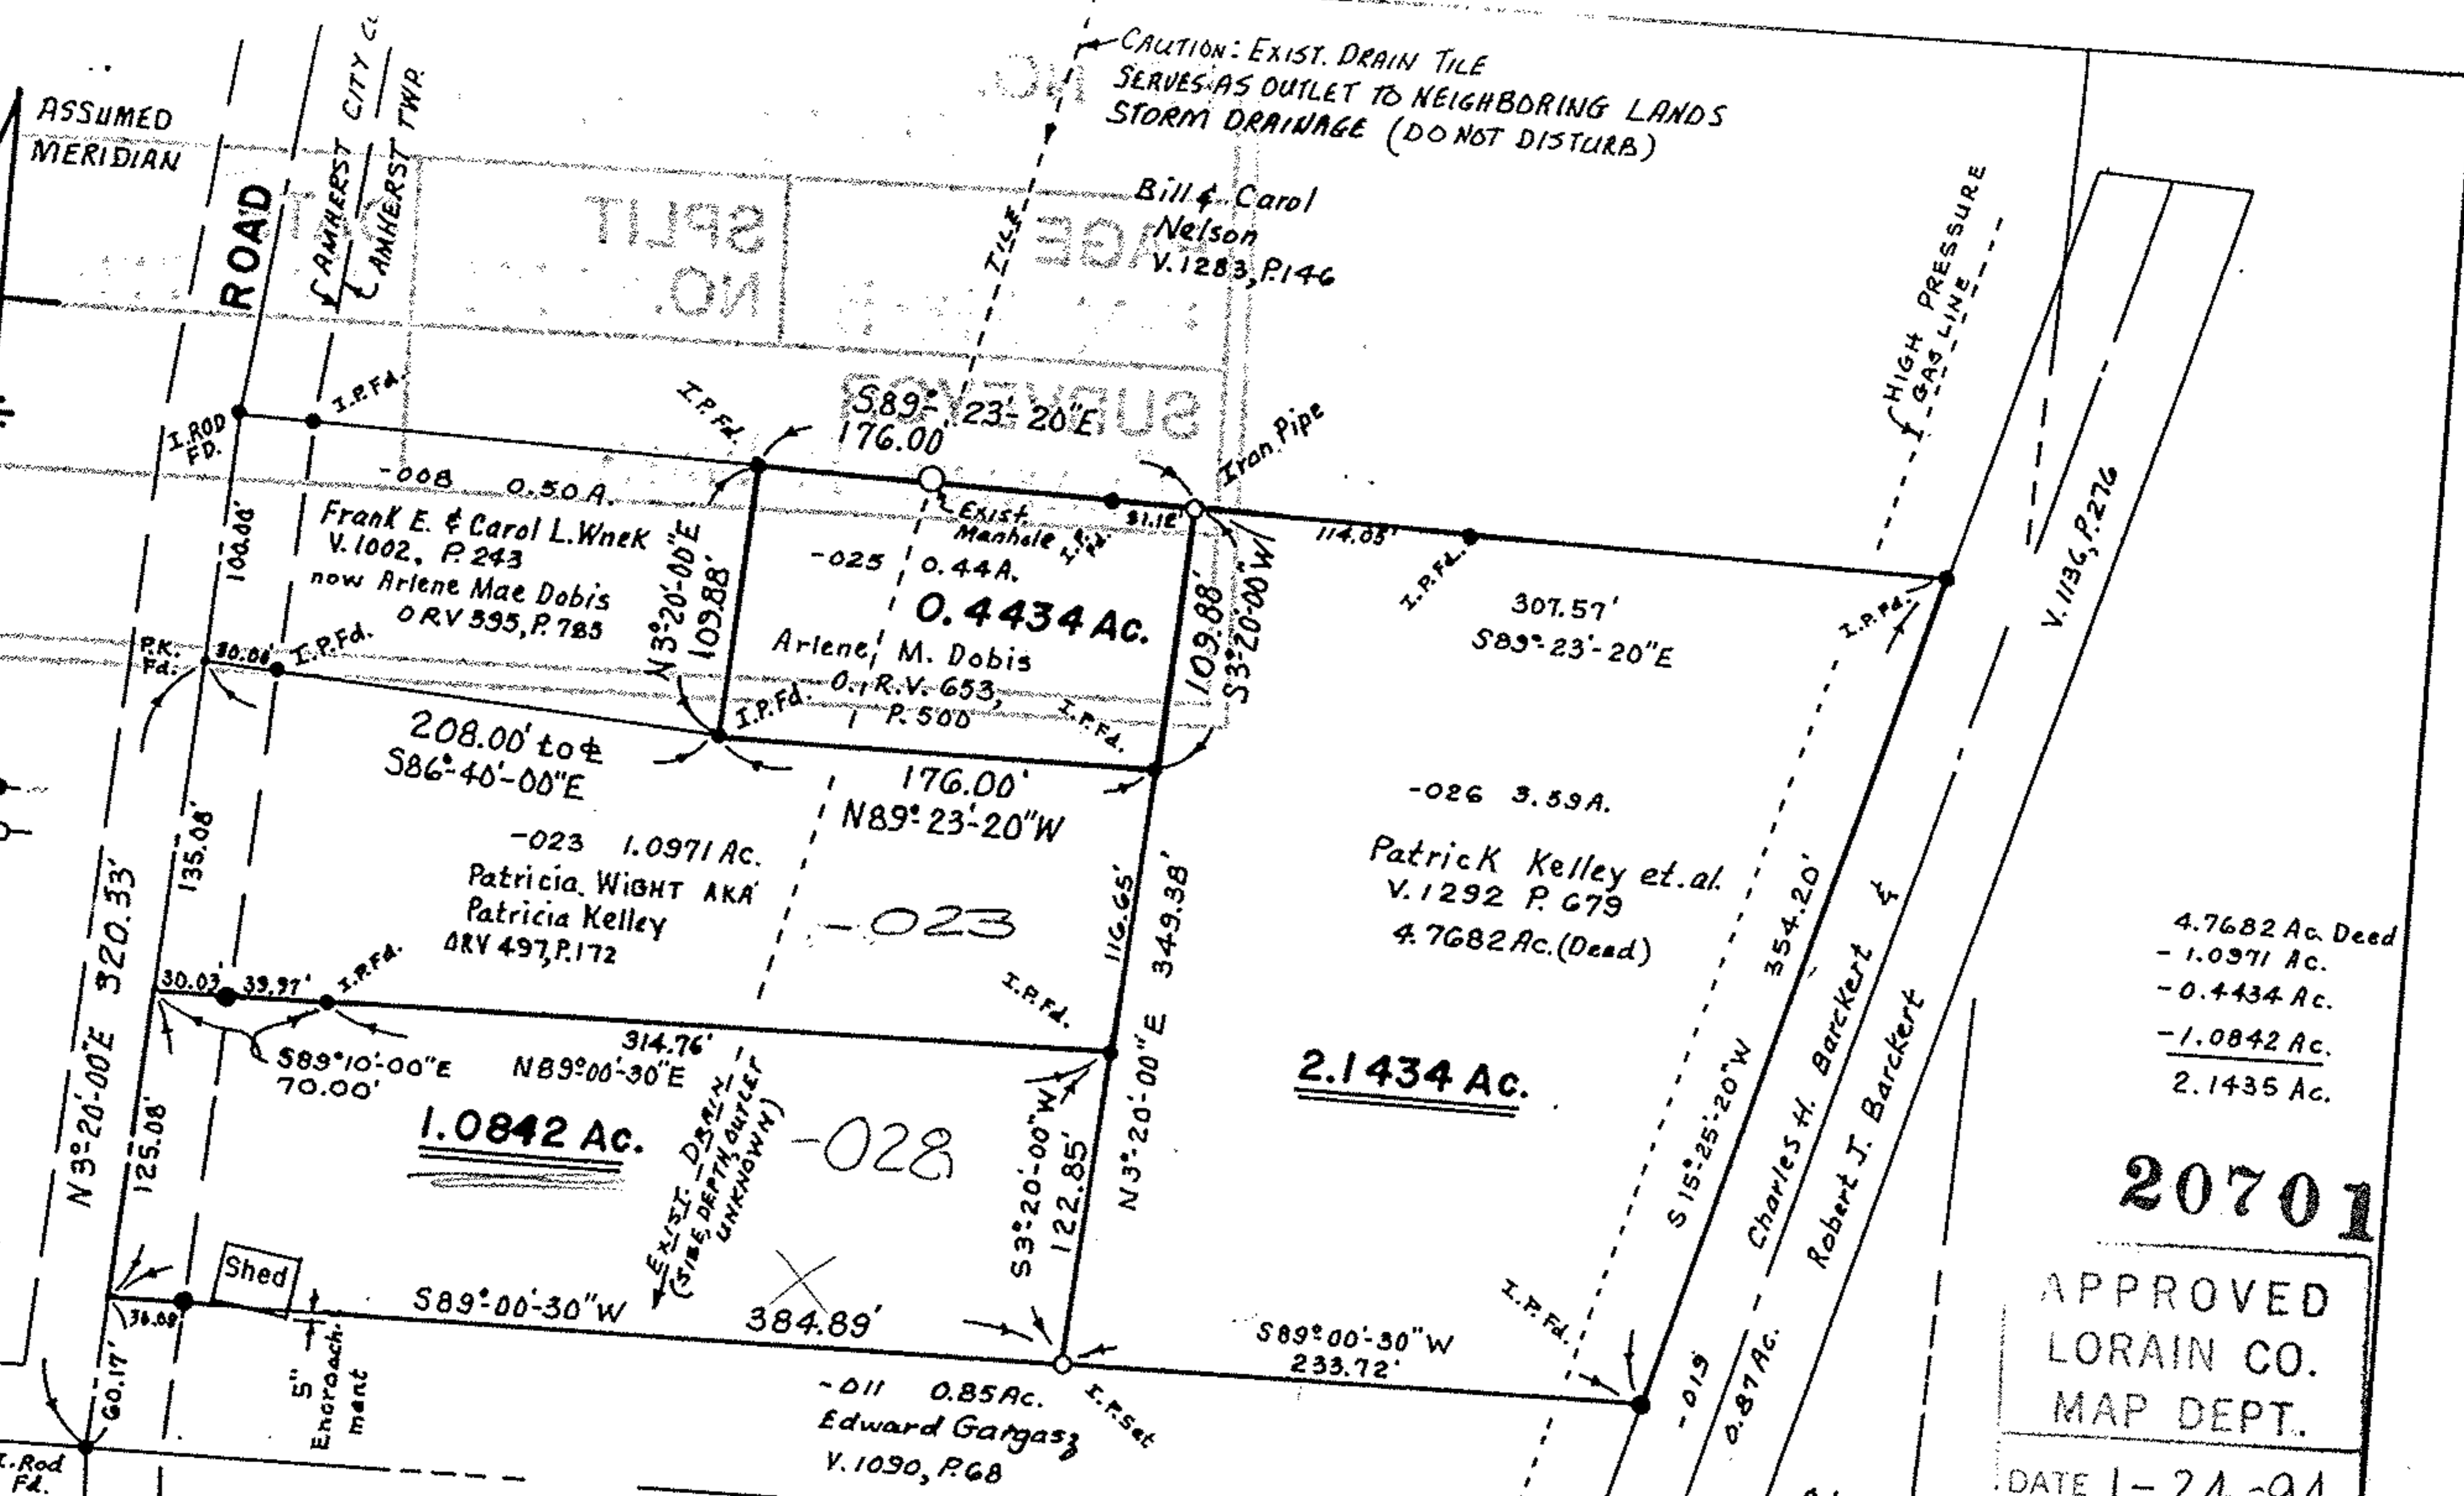 CAUTION: EXIST. DRAIN TILE
SERVES AS OUTLET TO NEIGHBORING LANDS
STORM DRAINAGE (DO NOT DISTURB)
ASSUMED
MERIDIAN
ROAD
AMHERST CITY
AMHERST TWP.
SPLIT
NO.
PAGE
NO.
SURVEYOR
TILE
Bill & Carol
Nelson
V.1283, P.146
HIGH PRESSURE
GAS LINE
I.ROD
FD.
I.P.Fd.
I.P.Fd.
S89°-23'-20"E
176.00'
Iron Pipe
-008 0.50 A.
Frank E. & Carol L. Wnek
V.1002, P.243
now Arlene Mae Dobis
ORV 595, P.785
100.00'
N3°-20'-00"E
109.88'
Exist.
Manhole
31.12
114.05'
I.P.Fd.
-025 0.44A.
0.4434 Ac.
Arlene M. Dobis
O.R.V. 653,
P. 500
109.88'
S3°-20'-00"W
307.57'
S89°-23'-20"E
I.P.Fd.
V.1136, P.276
P.K.
Fd.
30.00'
I.P.Fd.
I.P.Fd.
I.P.Fd.
208.00' to ℄
S86°-40'-00"E
176.00'
N89°-23'-20"W
135.08'
-023 1.0971 Ac.
Patricia WIGHT AKA
Patricia Kelley
ORV 497, P.172
-023
-026 3.59A.
Patrick Kelley et.al.
V.1292 P. 679
4.7682 Ac. (Deed)
116.65'
N3°-20'-00"E 349.38'
S15°-25'-20"W 354.20'
Charles H. Barckert &
Robert J. Barckert
4.7682 Ac. Deed
- 1.0971 Ac.
- 0.4434 Ac.
- 1.0842 Ac.
2.1435 Ac.
N3°-20'-00"E 320.33'
30.03' 39.97'
I.P.Fd.
I.P.Fd.
S89°10'-00"E
70.00'
314.76'
N89°00'-30"E
125.08'
1.0842 Ac.
EXIST. DRAIN
(SIZE, DEPTH, OUTLET
UNKNOWN)
-028
S3°-20'-00"W
122.85'
2.1434 AC.
20701
Shed
S89°-00'-30"W
384.89'
5"
Encroach-
ment
60.17'
I.Rod
Fd.
S89°00'-30"W
233.72'
I.P.Fd.
I.P.Set
-011 0.85Ac.
Edward Gargasz
V.1090, P.68
-019
0.87 AC.
APPROVED
LORAIN CO.
MAP DEPT.
DATE 1-24-94